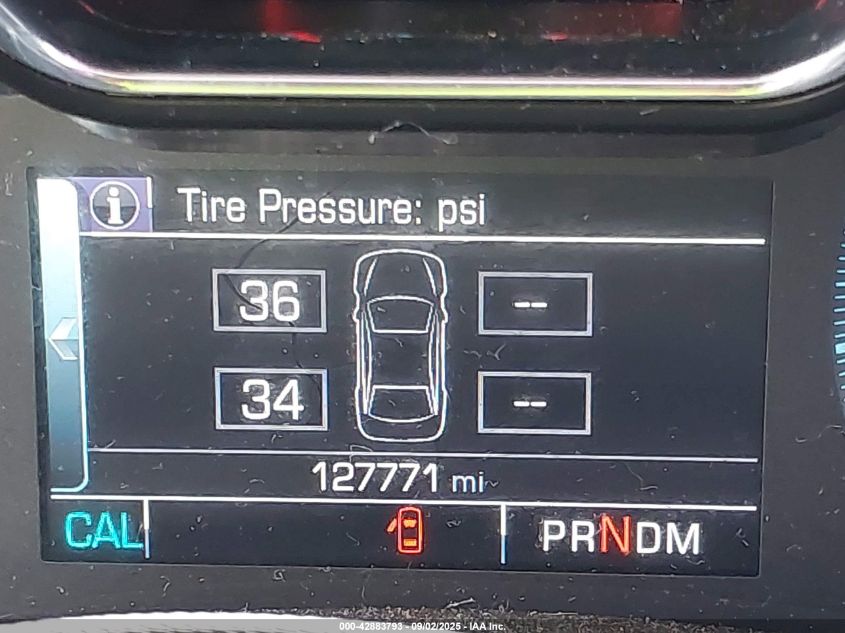 i Tire Pressure: psi
36 --
34 --
127771 mi
CAL PRNDM
000-42883793 - 09/02/2025 - IAA Inc.